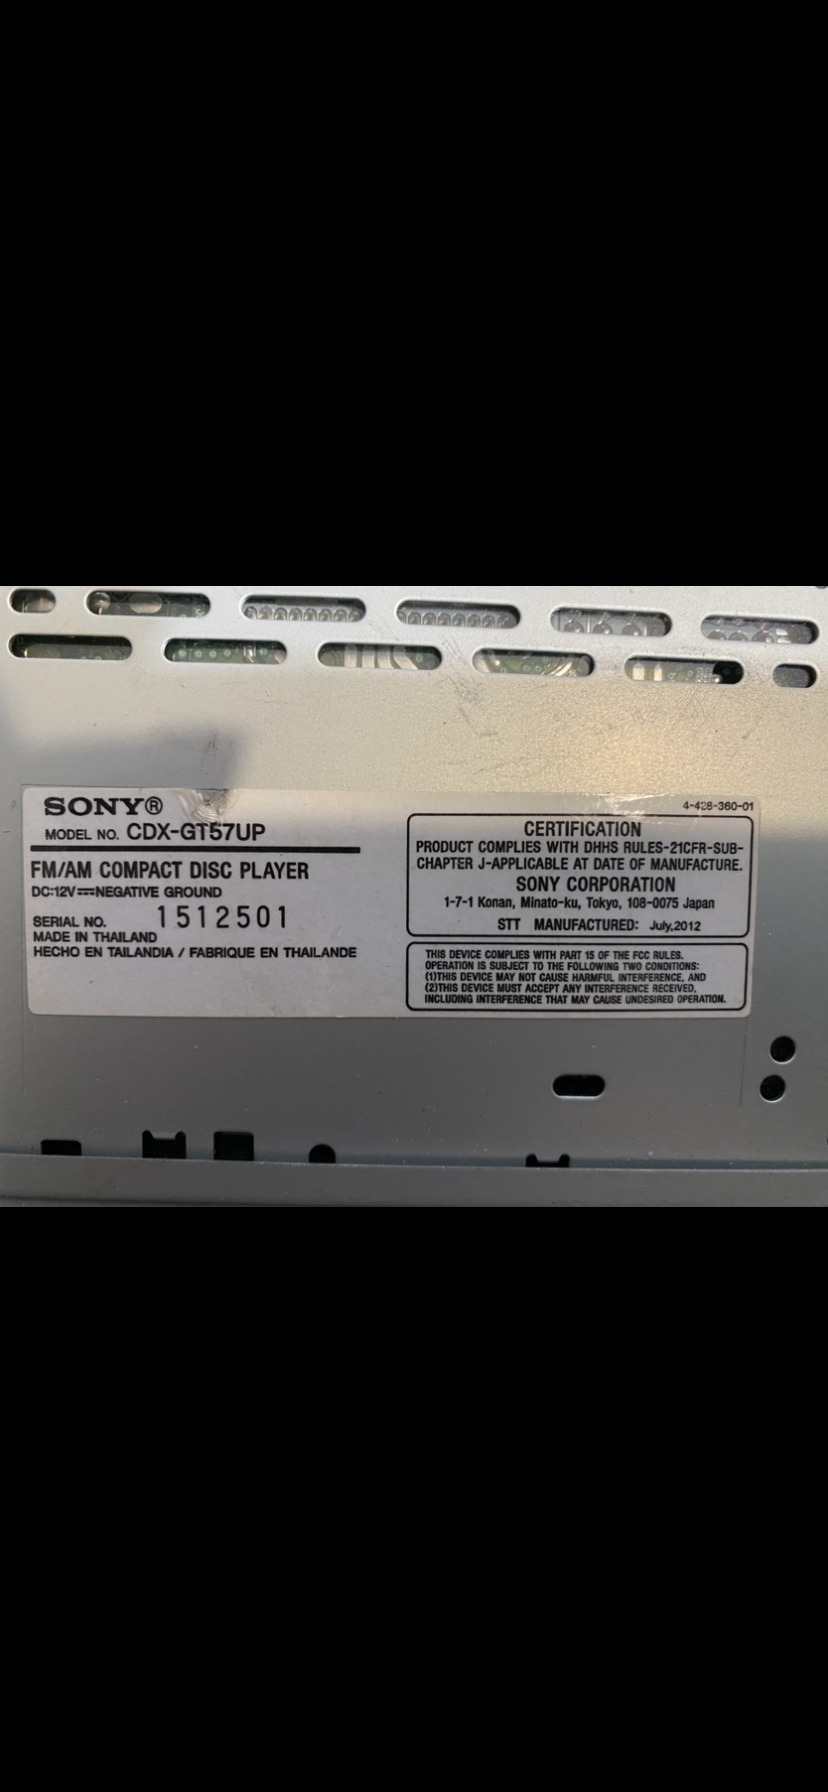 SONY®
MODEL NO. CDX-GT57UP
FM/AM COMPACT DISC PLAYER
DC:12V⎓NEGATIVE GROUND
SERIAL NO. 1512501
MADE IN THAILAND
HECHO EN TAILANDIA / FABRIQUE EN THAILANDE
4-428-360-01
CERTIFICATION
PRODUCT COMPLIES WITH DHHS RULES-21CFR-SUB-
CHAPTER J-APPLICABLE AT DATE OF MANUFACTURE.
SONY CORPORATION
1-7-1 Konan, Minato-ku, Tokyo, 108-0075 Japan
STT MANUFACTURED: July,2012
THIS DEVICE COMPLIES WITH PART 15 OF THE FCC RULES.
OPERATION IS SUBJECT TO THE FOLLOWING TWO CONDITIONS:
(1)THIS DEVICE MAY NOT CAUSE HARMFUL INTERFERENCE, AND
(2)THIS DEVICE MUST ACCEPT ANY INTERFERENCE RECEIVED,
INCLUDING INTERFERENCE THAT MAY CAUSE UNDESIRED OPERATION.